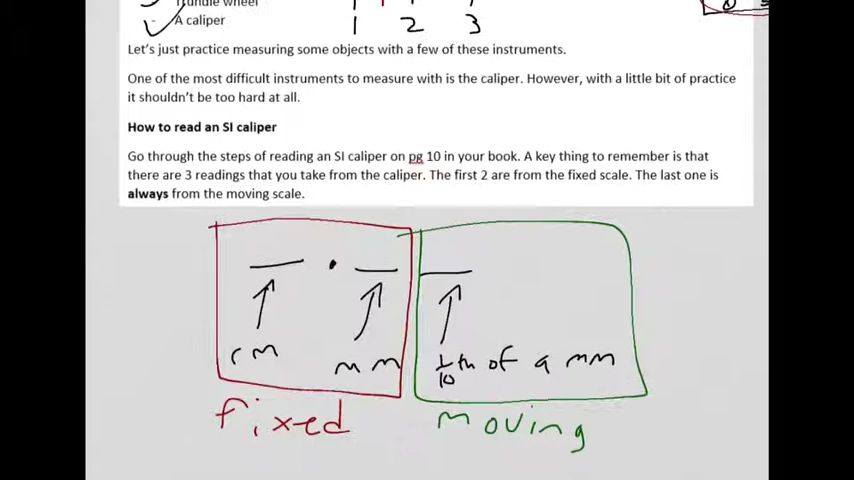 Trundle wheel
A caliper
1 2 3
Let's just practice measuring some objects with a few of these instruments.
One of the most difficult instruments to measure with is the caliper. However, with a little bit of practice
it shouldn't be too hard at all.
How to read an SI caliper
Go through the steps of reading an SI caliper on pg 10 in your book. A key thing to remember is that
there are 3 readings that you take from the caliper. The first 2 are from the fixed scale. The last one is
always from the moving scale.
cm mm 1/10th of a mm
fixed moving